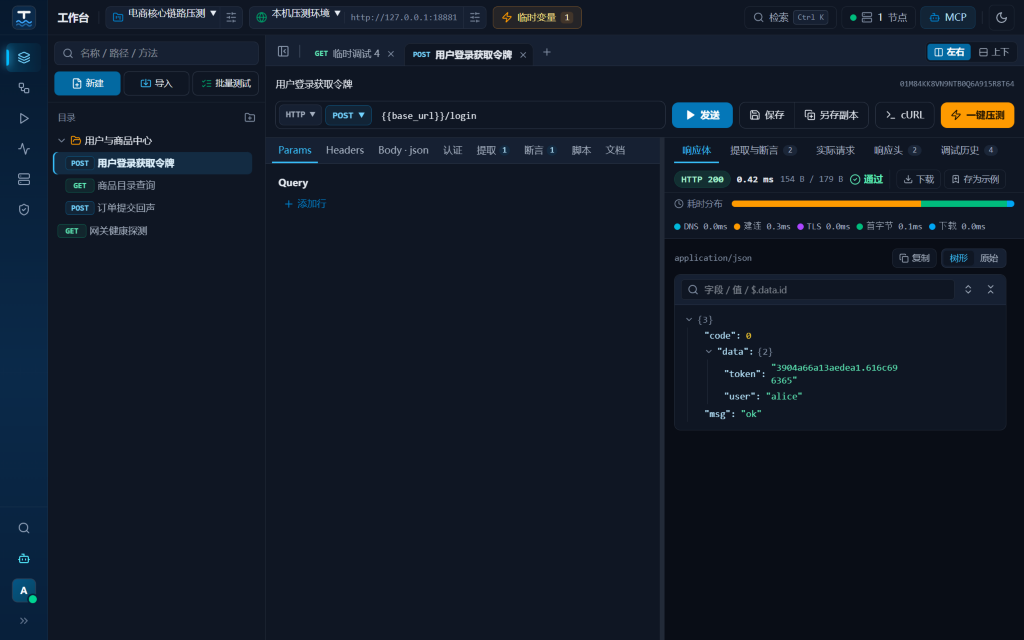 工作台
电商核心链路压测 ▼
本机压测环境 ▼ http://127.0.0.1:18881
临时变量 1
检索 Ctrl K
1 节点
MCP
名称 / 路径 / 方法
新建
导入
批量测试
目录
用户与商品中心
POST 用户登录获取令牌
GET 商品目录查询
POST 订单提交回声
GET 网关健康探测
A
GET 临时调试 4 ×
POST 用户登录获取令牌 ×
+
左右
上下
用户登录获取令牌
01M84KK8VN9NTB0Q6A915R8T64
HTTP ▼
POST ▼
{{base_url}}/login
发送
保存
另存副本
cURL
一键压测
Params Headers Body · json 认证 提取 1 断言 1 脚本 文档
Query
+ 添加行
响应体 提取与断言 2 实际请求 响应头 2 调试历史 4
HTTP 200 0.42 ms 154 B / 179 B 通过 下载 存为示例
耗时分布
DNS 0.0ms 建连 0.3ms TLS 0.0ms 首字节 0.1ms 下载 0.0ms
application/json 复制 树形 原始
字段 / 值 / $.data.id
{3}
"code": 0
"data": {2}
"token": "3904a66a13aedea1.616c69
6365"
"user": "alice"
"msg": "ok"